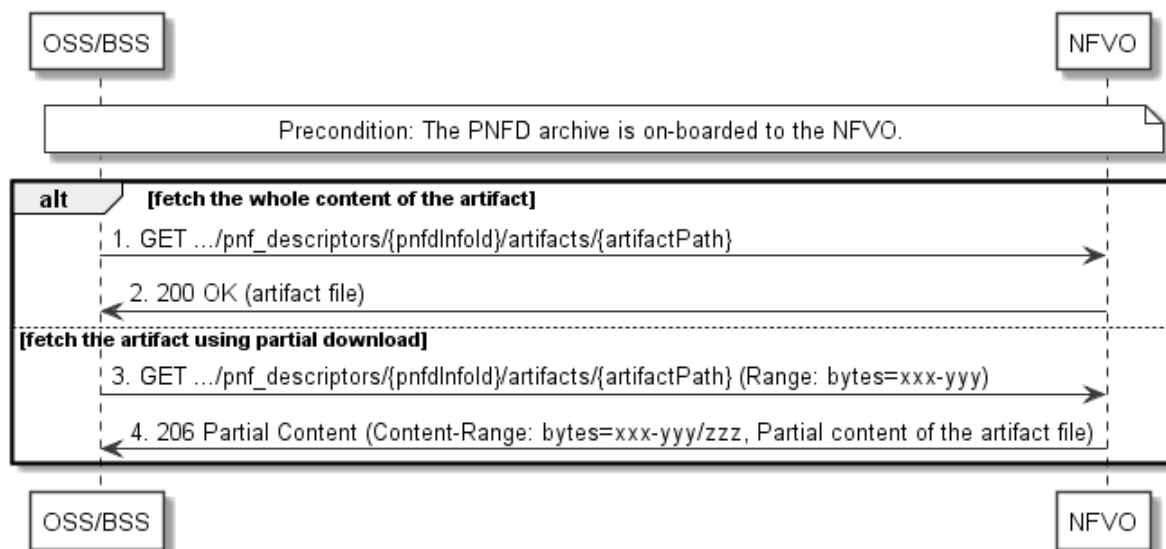 OSS/BSS
NFVO
Precondition: The PNFD archive is on-boarded to the NFVO.
alt
[fetch the whole content of the artifact]
1. GET .../pnf_descriptors/{pnfdInfoId}/artifacts/{artifactPath}
2. 200 OK (artifact file)
[fetch the artifact using partial download]
3. GET .../pnf_descriptors/{pnfdInfoId}/artifacts/{artifactPath} (Range: bytes=xxx-yyy)
4. 206 Partial Content (Content-Range: bytes=xxx-yyy/zzz, Partial content of the artifact file)
OSS/BSS
NFVO